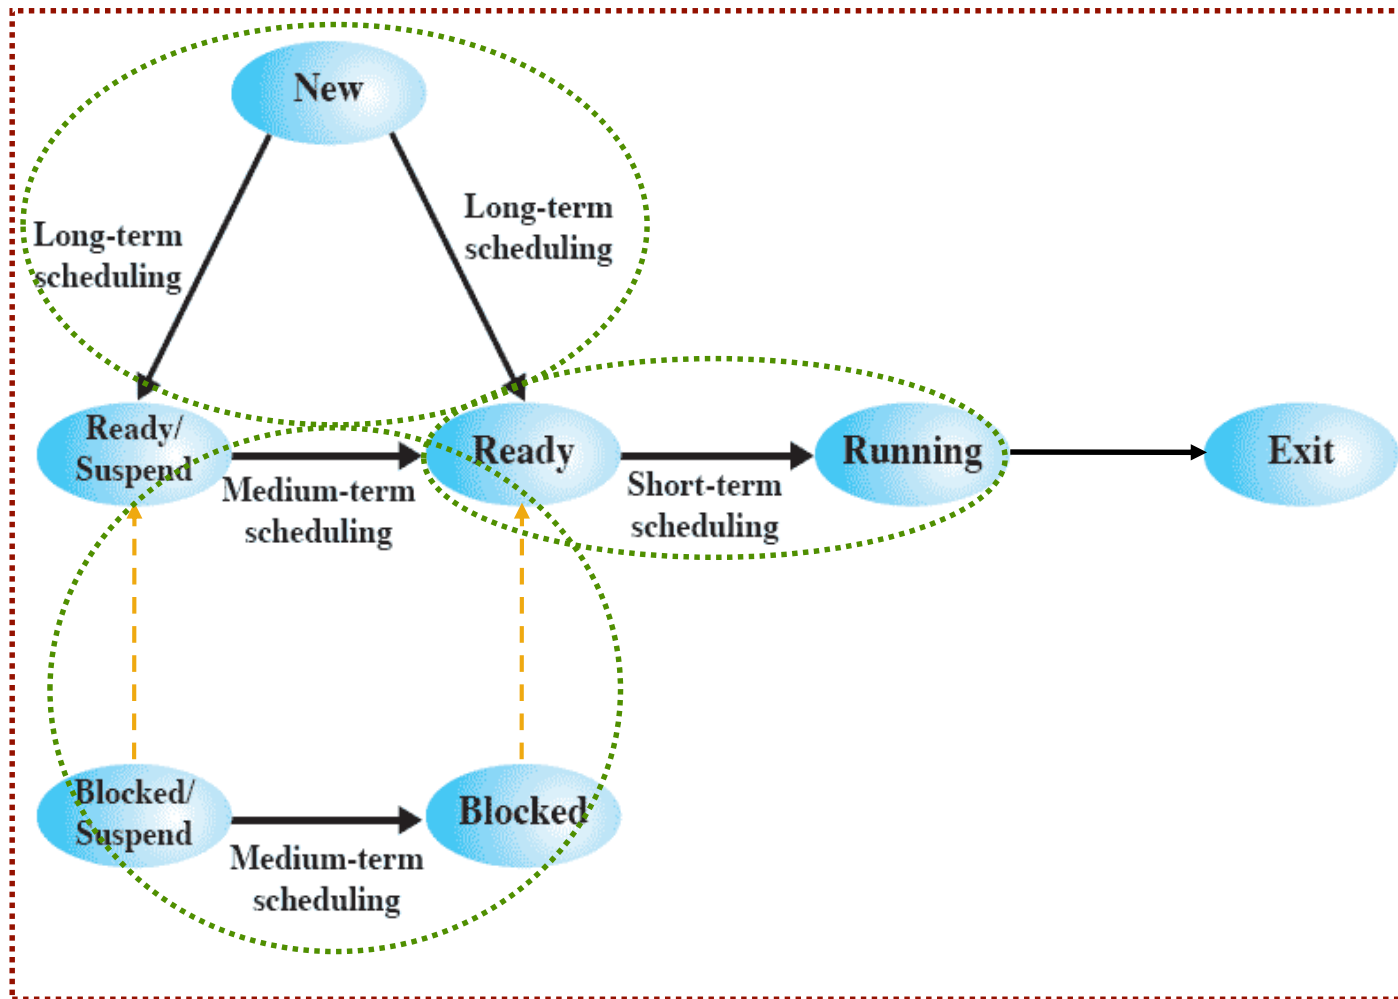 New
Long-term
scheduling
Long-term
scheduling
Ready/
Suspend
Medium-term
scheduling
Ready
Short-term
scheduling
Running
Exit
Blocked/
Suspend
Medium-term
scheduling
Blocked